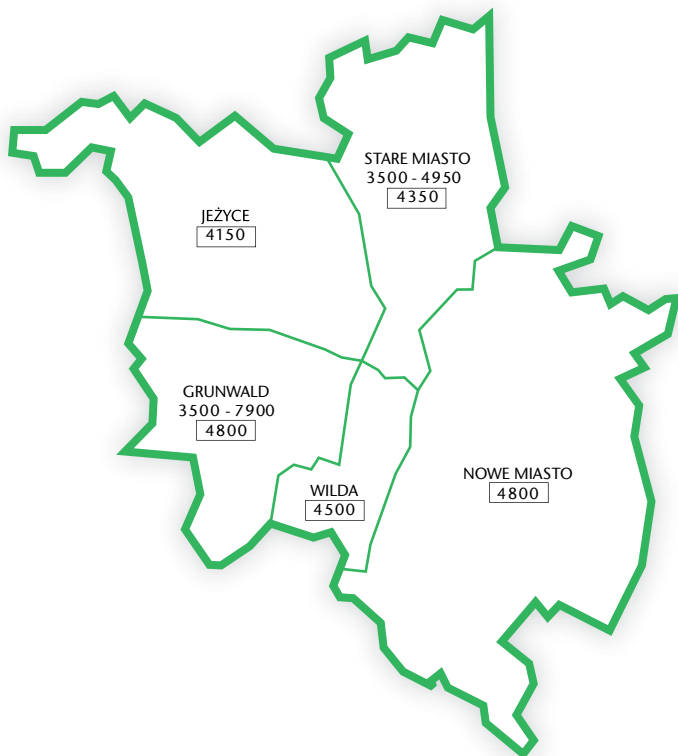 STARE MIASTO
3500 - 4950
4350
JEŻYCE
4150
GRUNWALD
3500 - 7900
4800
WILDA
4500
NOWE MIASTO
4800